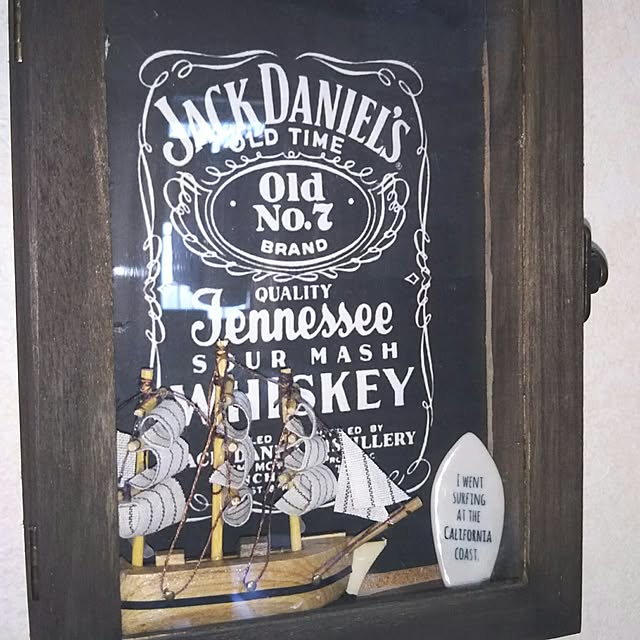 JACK DANIEL'S
OLD TIME
Old
No.7
BRAND
QUALITY
Tennessee
SOUR MASH
WHISKEY
BY
DISTILLERY
I WENT
SURFING
AT THE
CALIFORNIA
COAST.